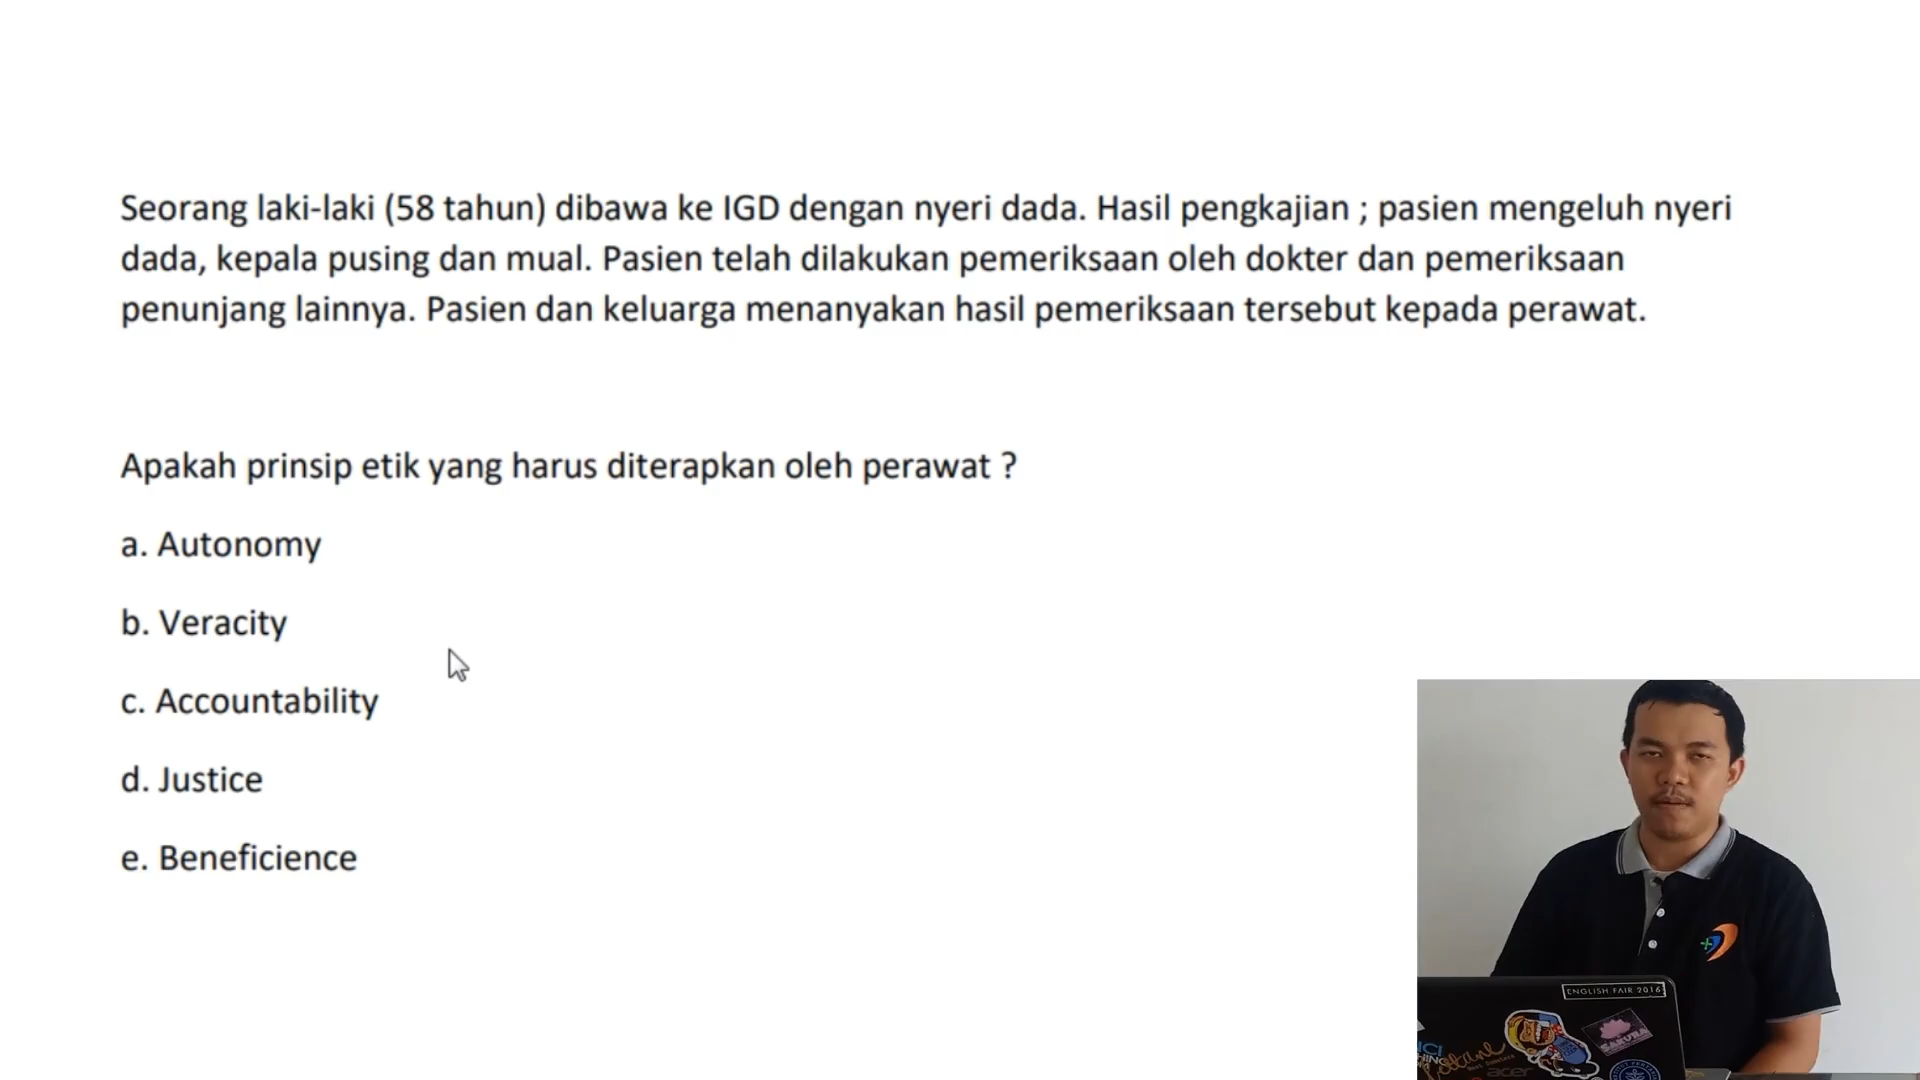 Seorang laki-laki (58 tahun) dibawa ke IGD dengan nyeri dada. Hasil pengkajian ; pasien mengeluh nyeri
dada, kepala pusing dan mual. Pasien telah dilakukan pemeriksaan oleh dokter dan pemeriksaan
penunjang lainnya. Pasien dan keluarga menanyakan hasil pemeriksaan tersebut kepada perawat.
Apakah prinsip etik yang harus diterapkan oleh perawat ?
a. Autonomy
b. Veracity
c. Accountability
d. Justice
e. Beneficience
ENGLISH FAIR 2016
SAKURA
acer